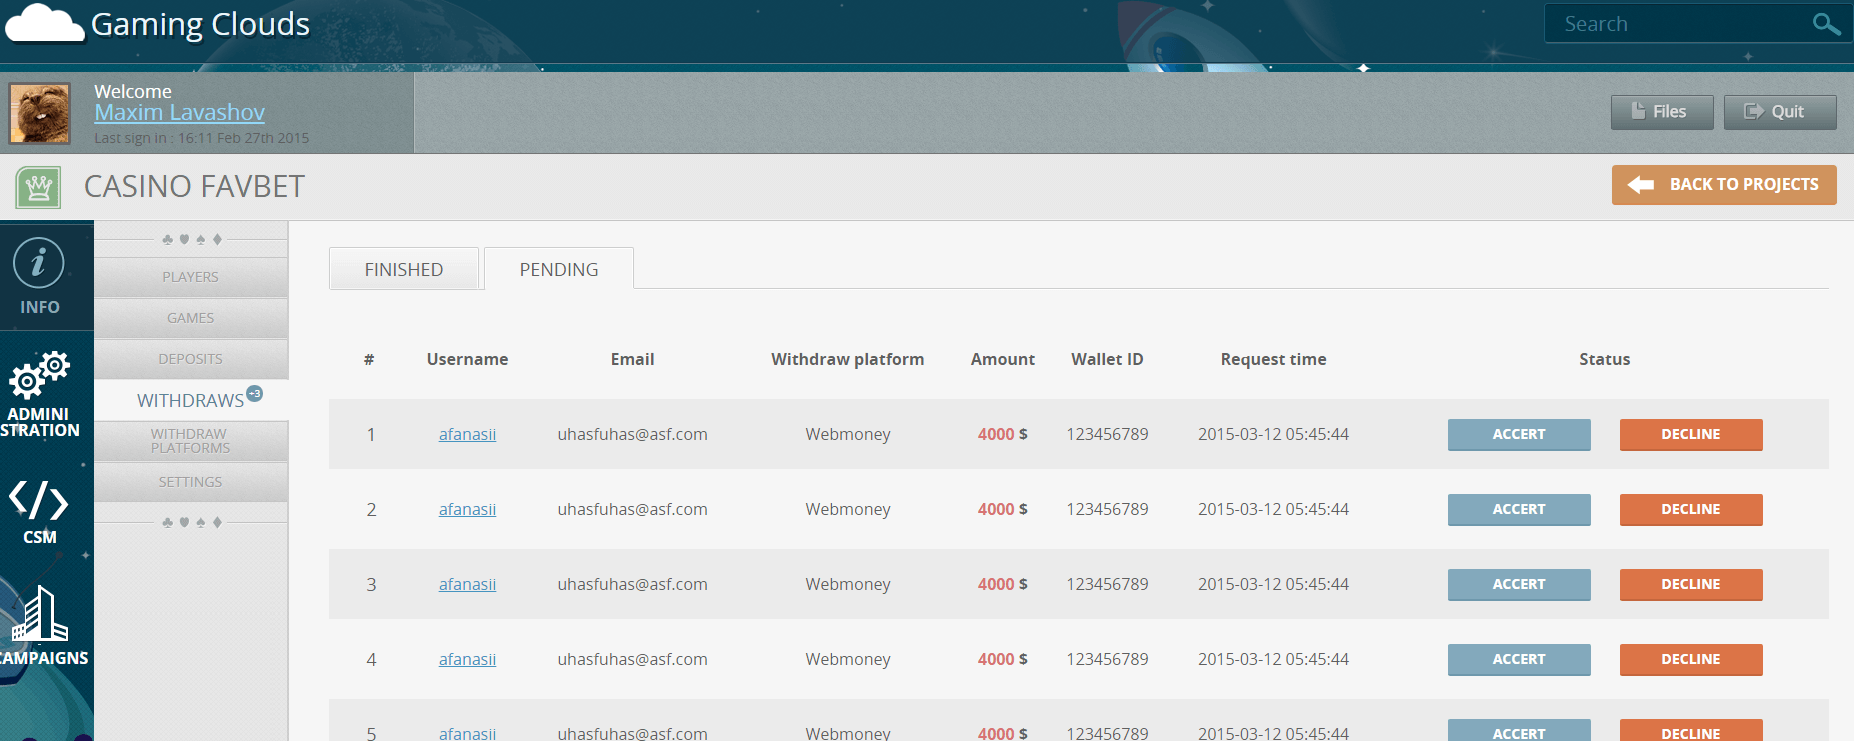 Gaming Clouds
Search
Welcome
Maxim Lavashov
Last sign in : 16:11 Feb 27th 2015
Files
Quit
CASINO FAVBET
BACK TO PROJECTS
INFO
ADMINI
STRATION
CSM
CAMPAIGNS
PLAYERS
GAMES
DEPOSITS
WITHDRAWS +3
WITHDRAW
PLATFORMS
SETTINGS
FINISHED PENDING
# Username Email Withdraw platform Amount Wallet ID Request time Status
1 afanasii uhasfuhas@asf.com Webmoney 4000 $ 123456789 2015-03-12 05:45:44 ACCERT DECLINE
2 afanasii uhasfuhas@asf.com Webmoney 4000 $ 123456789 2015-03-12 05:45:44 ACCERT DECLINE
3 afanasii uhasfuhas@asf.com Webmoney 4000 $ 123456789 2015-03-12 05:45:44 ACCERT DECLINE
4 afanasii uhasfuhas@asf.com Webmoney 4000 $ 123456789 2015-03-12 05:45:44 ACCERT DECLINE
5 afanasii uhasfuhas@asf.com Webmoney 4000 $ 123456789 2015-03-12 05:45:44 ACCERT DECLINE